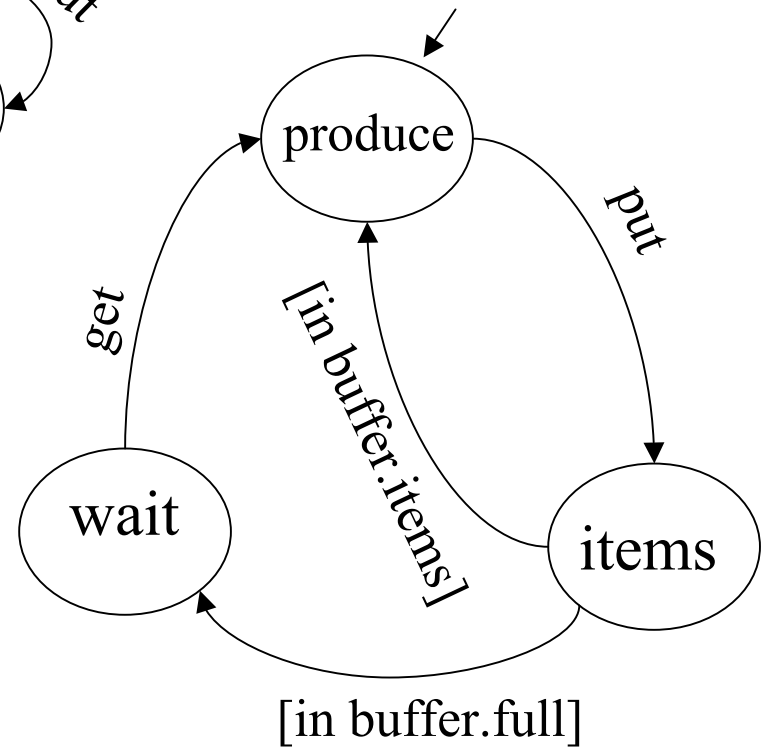 produce
put
get
[in buffer.items]
wait
items
[in buffer.full]